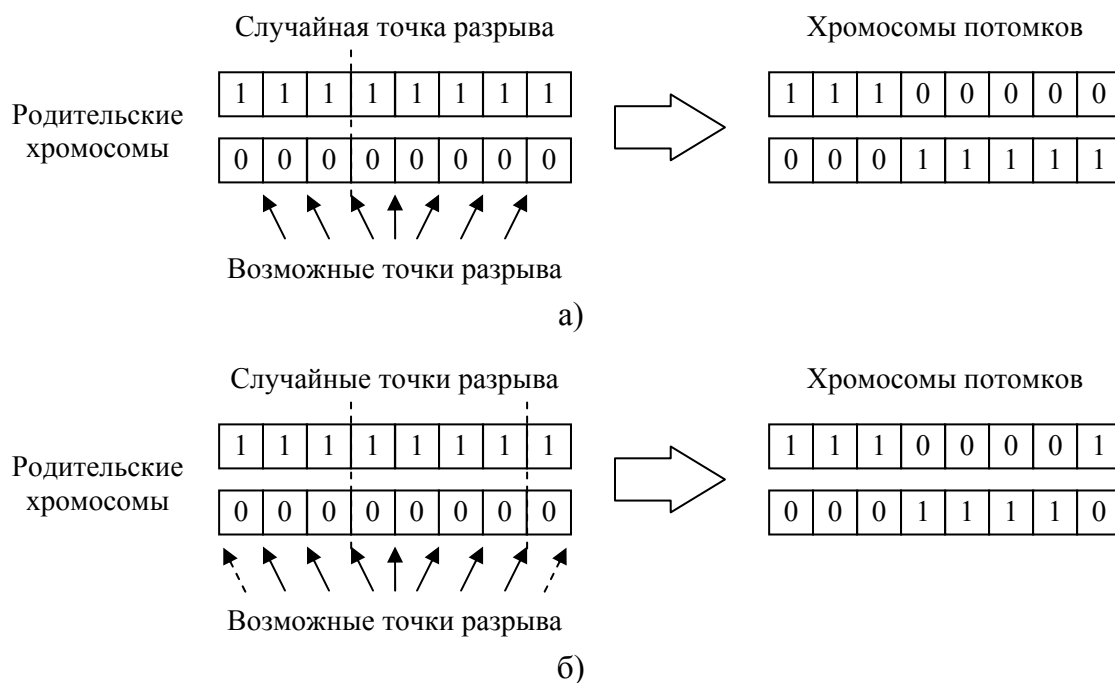 Случайная точка разрыва
Хромосомы потомков
Родительские
хромосомы
1 1 1 1 1 1 1 1
1 1 1 0 0 0 0 0
0 0 0 0 0 0 0 0
0 0 0 1 1 1 1 1
Возможные точки разрыва
а)
Случайные точки разрыва
Хромосомы потомков
Родительские
хромосомы
1 1 1 1 1 1 1 1
1 1 1 0 0 0 0 1
0 0 0 0 0 0 0 0
0 0 0 1 1 1 1 0
Возможные точки разрыва
б)